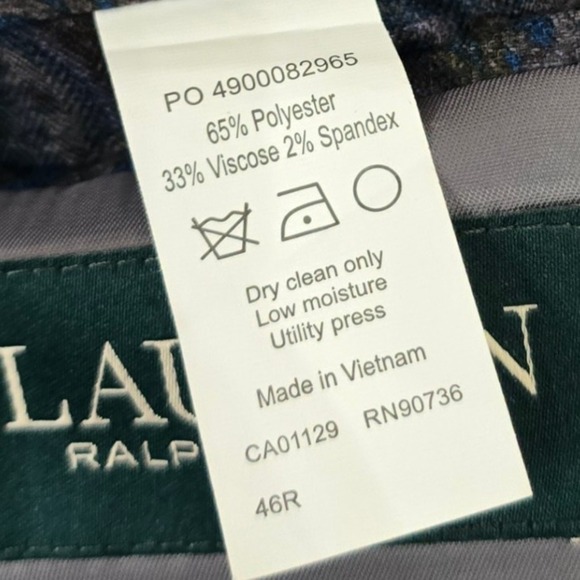 PO 4900082965
65% Polyester
33% Viscose 2% Spandex
Dry clean only
Low moisture
Utility press
Made in Vietnam
CA01129 RN90736
46R
LAU N
RALP